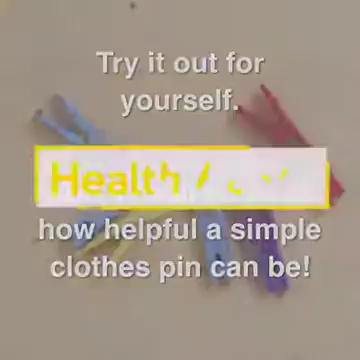 Try it out for
yourself.
Health
how helpful a simple
clothes pin can be!